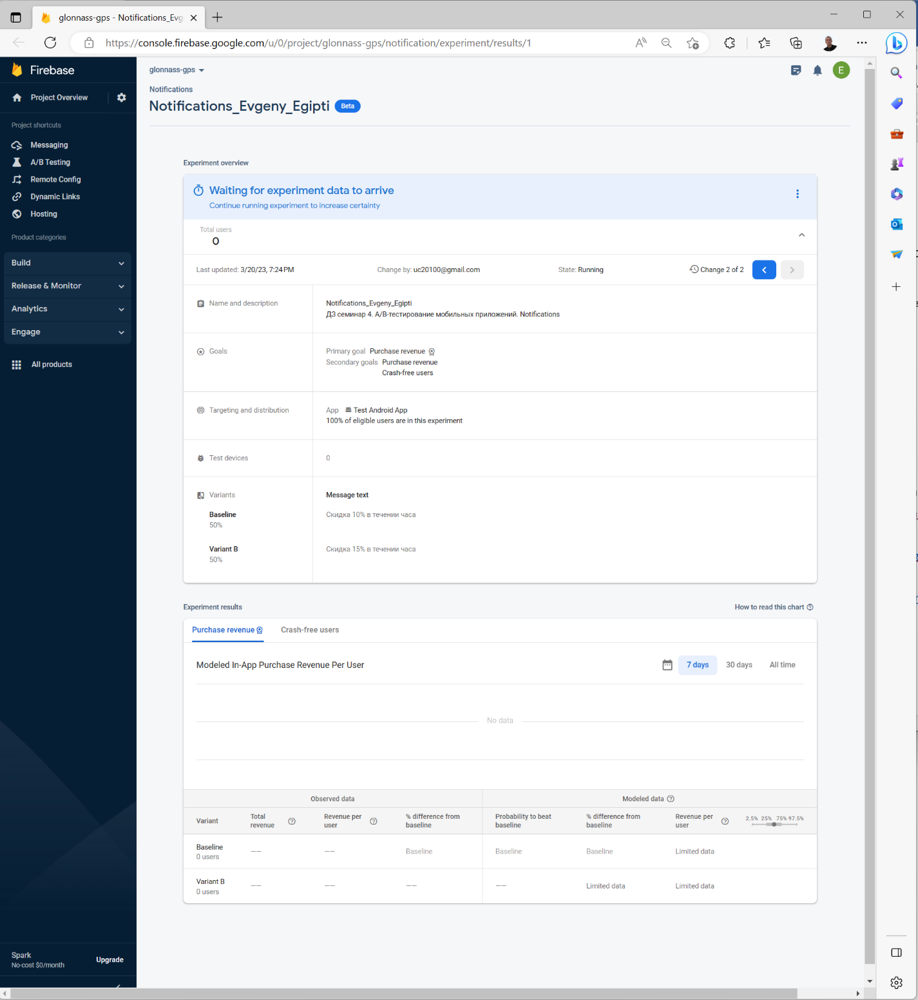 glonnass-gps - Notifications_Evg
https://console.firebase.google.com/u/0/project/glonnass-gps/notification/experiment/results/1
Firebase
Project Overview
Project shortcuts
Messaging
A/B Testing
Remote Config
Dynamic Links
Hosting
Product categories
Build
Release & Monitor
Analytics
Engage
All products
Spark
No-cost $0/month
Upgrade
glonnass-gps
E
Notifications
Notifications_Evgeny_Egipti Beta
Experiment overview
Waiting for experiment data to arrive
Continue running experiment to increase certainty
Total users
0
Last updated: 3/20/23, 7:24 PM Change by: uc20100@gmail.com State: Running Change 2 of 2
Name and description
Notifications_Evgeny_Egipti
ДЗ семинар 4. A/B-тестирование мобильных приложений. Notifications
Goals
Primary goal Purchase revenue
Secondary goals Purchase revenue
Crash-free users
Targeting and distribution
App Test Android App
100% of eligible users are in this experiment
Test devices 0
Variants Message text
Baseline Скидка 10% в течении часа
50%
Variant B Скидка 15% в течении часа
50%
Experiment results How to read this chart
Purchase revenue Crash-free users
Modeled In-App Purchase Revenue Per User 7 days 30 days All time
No data
Observed data Modeled data
Variant Total revenue Revenue per user % difference from baseline Probability to beat baseline % difference from baseline Revenue per user 2.5% 25% 75% 97.5%
Baseline
0 users —— —— Baseline Baseline Baseline Limited data
Variant B
0 users —— —— —— —— Limited data Limited data